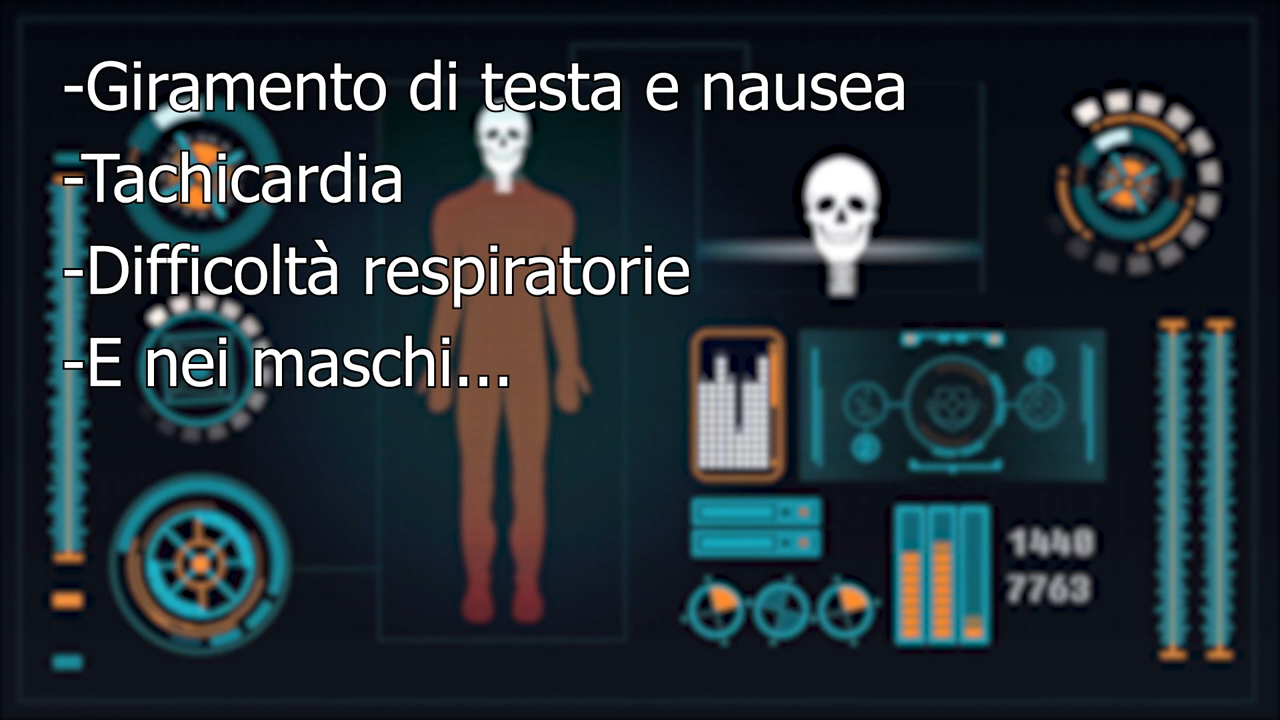 -Giramento di testa e nausea
-Tachicardia
-Difficoltà respiratorie
-E nei maschi...
1440
7763